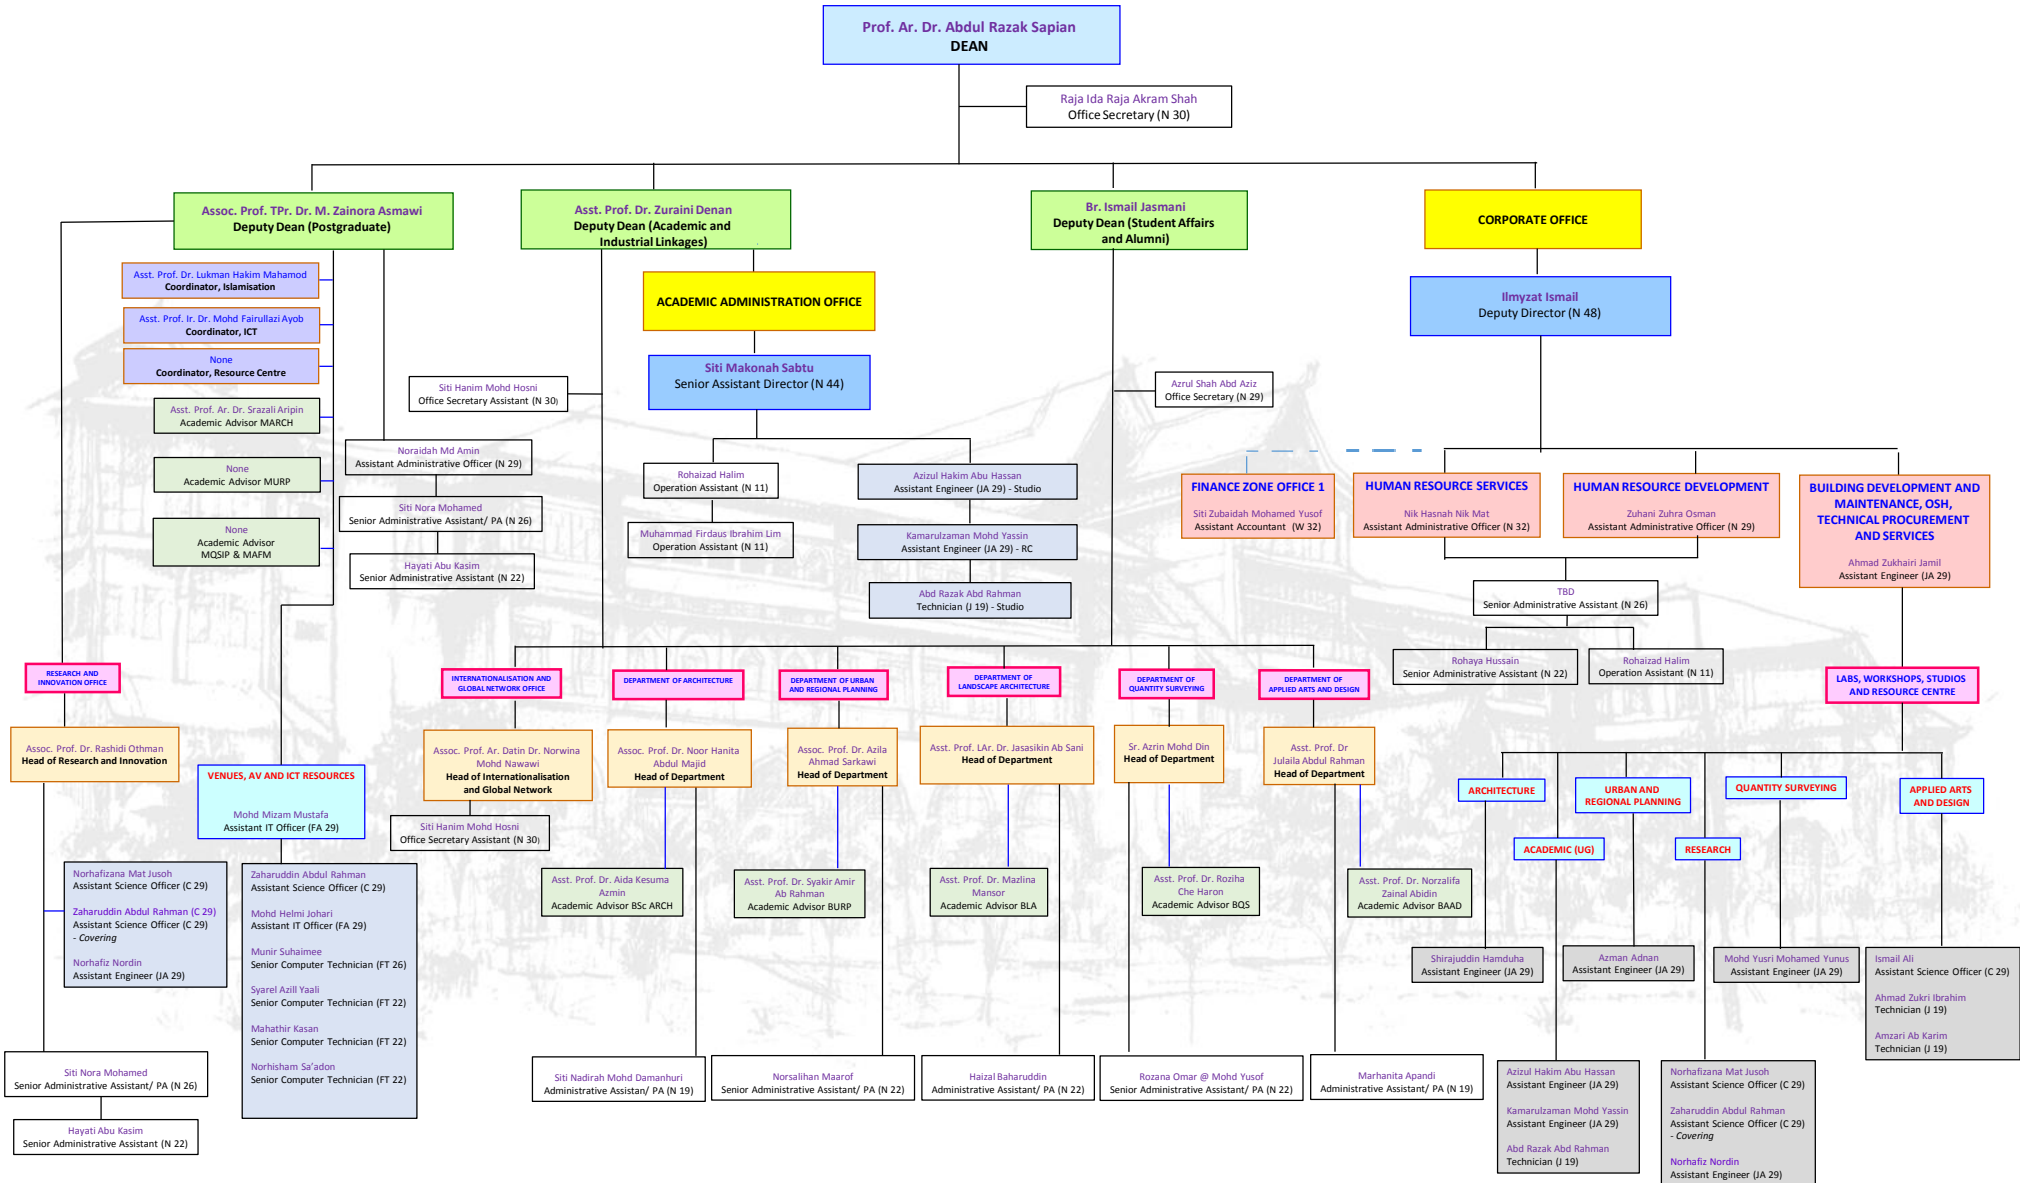 Prof. Ar. Dr. Abdul Razak Sapian
DEAN
Raja Ida Raja Akram Shah
Office Secretary (N 30)
Assoc. Prof. TPr. Dr. M. Zainora Asmawi
Deputy Dean (Postgraduate)
Asst. Prof. Dr. Zuraini Denan
Deputy Dean (Academic and
Industrial Linkages)
Br. Ismail Jasmani
Deputy Dean (Student Affairs
and Alumni)
CORPORATE OFFICE
Asst. Prof. Dr. Lukman Hakim Mahamod
Coordinator, Islamisation
Asst. Prof. Ir. Dr. Mohd Fairullazi Ayob
Coordinator, ICT
None
Coordinator, Resource Centre
Asst. Prof. Ar. Dr. Srazali Aripin
Academic Advisor MARCH
None
Academic Advisor MURP
None
Academic Advisor
MQSIP & MAFM
Noraidah Md Amin
Assistant Administrative Officer (N 29)
Siti Nora Mohamed
Senior Administrative Assistant/ PA (N 26)
Hayati Abu Kasim
Senior Administrative Assistant (N 22)
ACADEMIC ADMINISTRATION OFFICE
Siti Makonah Sabtu
Senior Assistant Director (N 44)
Siti Hanim Mohd Hosni
Office Secretary Assistant (N 30)
Rohaizad Halim
Operation Assistant (N 11)
Muhammad Firdaus Ibrahim Lim
Operation Assistant (N 11)
Azizul Hakim Abu Hassan
Assistant Engineer (JA 29) - Studio
Kamarulzaman Mohd Yassin
Assistant Engineer (JA 29) - RC
Abd Razak Abd Rahman
Technician (J 19) - Studio
Azrul Shah Abd Aziz
Office Secretary (N 29)
Ilmyzat Ismail
Deputy Director (N 48)
FINANCE ZONE OFFICE 1
Siti Zubaidah Mohamed Yusof
Assistant Accountant (W 32)
HUMAN RESOURCE SERVICES
Nik Hasnah Nik Mat
Assistant Administrative Officer (N 32)
HUMAN RESOURCE DEVELOPMENT
Zuhani Zuhra Osman
Assistant Administrative Officer (N 29)
BUILDING DEVELOPMENT AND
MAINTENANCE, OSH,
TECHNICAL PROCUREMENT
AND SERVICES
Ahmad Zukhairi Jamil
Assistant Engineer (JA 29)
TBD
Senior Administrative Assistant (N 26)
Rohaya Hussain
Senior Administrative Assistant (N 22)
Rohaizad Halim
Operation Assistant (N 11)
RESEARCH AND
INNOVATION OFFICE
INTERNATIONALISATION AND
GLOBAL NETWORK OFFICE
DEPARTMENT OF ARCHITECTURE
DEPARTMENT OF URBAN
AND REGIONAL PLANNING
DEPARTMENT OF
LANDSCAPE ARCHITECTURE
DEPARTMENT OF
QUANTITY SURVEYING
DEPARTMENT OF
APPLIED ARTS AND DESIGN
LABS, WORKSHOPS, STUDIOS
AND RESOURCE CENTRE
Assoc. Prof. Dr. Rashidi Othman
Head of Research and Innovation
VENUES, AV AND ICT RESOURCES
Mohd Mizam Mustafa
Assistant IT Officer (FA 29)
Assoc. Prof. Ar. Datin Dr. Norwina
Mohd Nawawi
Head of Internationalisation
and Global Network
Siti Hanim Mohd Hosni
Office Secretary Assistant (N 30)
Assoc. Prof. Dr. Noor Hanita
Abdul Majid
Head of Department
Assoc. Prof. Dr. Azila
Ahmad Sarkawi
Head of Department
Asst. Prof. LAr. Dr. Jasasikin Ab Sani
Head of Department
Sr. Azrin Mohd Din
Head of Department
Asst. Prof. Dr
Julaila Abdul Rahman
Head of Department
ARCHITECTURE
URBAN AND
REGIONAL PLANNING
QUANTITY SURVEYING
APPLIED ARTS
AND DESIGN
ACADEMIC (UG)
RESEARCH
Norhafizana Mat Jusoh
Assistant Science Officer (C 29)
Zaharuddin Abdul Rahman (C 29)
Assistant Science Officer (C 29)
- Covering
Norhafiz Nordin
Assistant Engineer (JA 29)
Zaharuddin Abdul Rahman
Assistant Science Officer (C 29)
Mohd Helmi Johari
Assistant IT Officer (FA 29)
Munir Suhaimee
Senior Computer Technician (FT 26)
Syarel Azill Yaali
Senior Computer Technician (FT 22)
Mahathir Kasan
Senior Computer Technician (FT 22)
Norhisham Sa'adon
Senior Computer Technician (FT 22)
Asst. Prof. Dr. Aida Kesuma
Azmin
Academic Advisor BSc ARCH
Asst. Prof. Dr. Syakir Amir
Ab Rahman
Academic Advisor BURP
Asst. Prof. Dr. Mazlina
Mansor
Academic Advisor BLA
Asst. Prof. Dr. Roziha
Che Haron
Academic Advisor BQS
Asst. Prof. Dr. Norzalifa
Zainal Abidin
Academic Advisor BAAD
Shirajuddin Hamduha
Assistant Engineer (JA 29)
Azman Adnan
Assistant Engineer (JA 29)
Mohd Yusri Mohamed Yunus
Assistant Engineer (JA 29)
Ismail Ali
Assistant Science Officer (C 29)
Ahmad Zukri Ibrahim
Technician (J 19)
Amzari Ab Karim
Technician (J 19)
Siti Nora Mohamed
Senior Administrative Assistant/ PA (N 26)
Hayati Abu Kasim
Senior Administrative Assistant (N 22)
Siti Nadirah Mohd Damanhuri
Administrative Assistan/ PA (N 19)
Norsalihan Maarof
Senior Administrative Assistan/ PA (N 22)
Haizal Baharuddin
Administrative Assistan/ PA (N 22)
Rozana Omar @ Mohd Yusof
Senior Administrative Assistan/ PA (N 22)
Marhanita Apandi
Administrative Assistan/ PA (N 19)
Azizul Hakim Abu Hassan
Assistant Engineer (JA 29)
Kamarulzaman Mohd Yassin
Assistant Engineer (JA 29)
Abd Razak Abd Rahman
Technician (J 19)
Norhafizana Mat Jusoh
Assistant Science Officer (C 29)
Zaharuddin Abdul Rahman
Assistant Science Officer (C 29)
- Covering
Norhafiz Nordin
Assistant Engineer (JA 29)